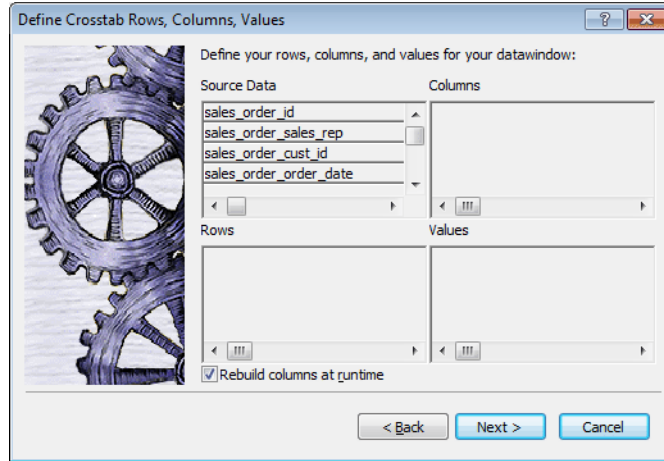 Define Crosstab Rows, Columns, Values
Define your rows, columns, and values for your datawindow:
Source Data
Columns
sales_order_id
sales_order_sales_rep
sales_order_cust_id
sales_order_order_date
Rows
Values
Rebuild columns at runtime
< Back
Next >
Cancel